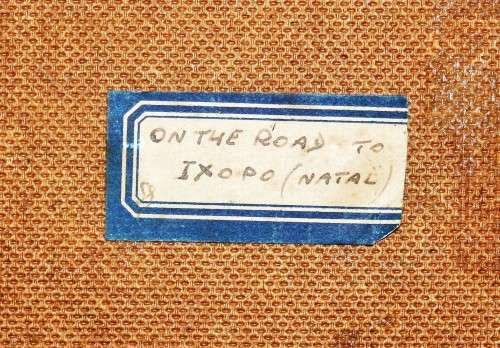 ON THE ROAD TO
IXOPO (NATAL)